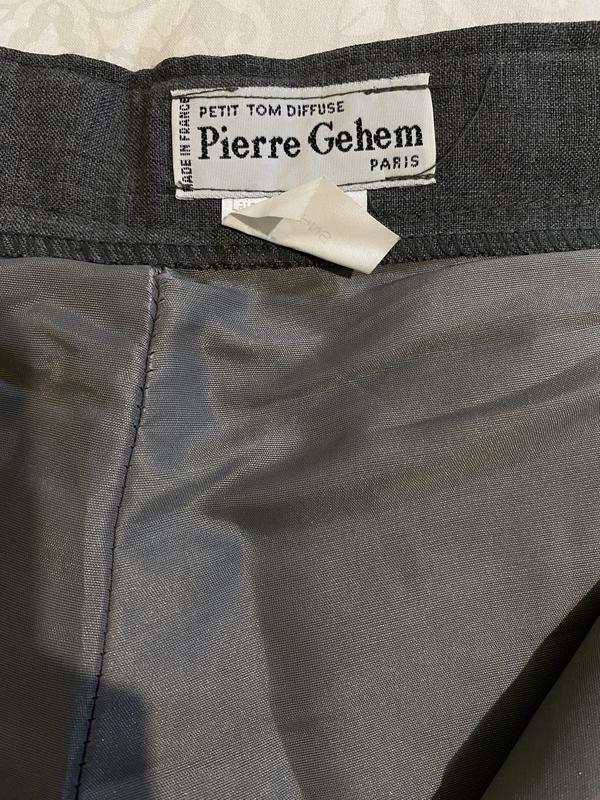 MADE IN FRANCE
PETIT TOM DIFFUSE
Pierre Gehem
PARIS